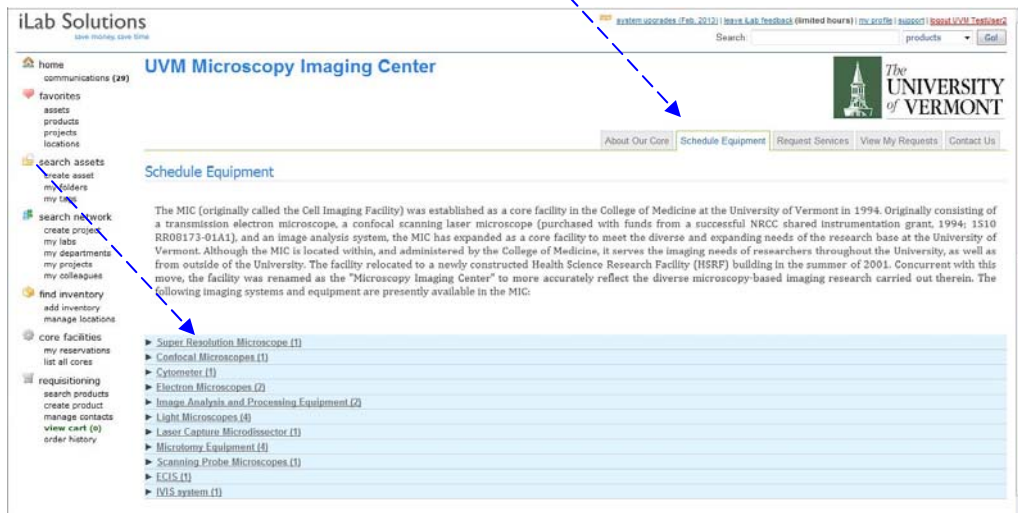 iLab Solutions
save money, save time
system upgrades (Feb, 2012) | leave iLab feedback (limited hours) | my profile | support | logout UVM TestUser2
Search: products Go!
home
communications (29)
favorites
assets
products
projects
locations
search assets
create asset
my folders
my tags
search network
create project
my labs
my departments
my projects
my colleagues
find inventory
add inventory
manage locations
core facilities
my reservations
list all cores
requisitioning
search products
create product
manage contacts
view cart (0)
order history
UVM Microscopy Imaging Center
The
UNIVERSITY
of VERMONT
About Our Core Schedule Equipment Request Services View My Requests Contact Us
Schedule Equipment
The MIC (originally called the Cell Imaging Facility) was established as a core facility in the College of Medicine at the University of Vermont in 1994. Originally consisting of
a transmission electron microscope, a confocal scanning laser microscope (purchased with funds from a successful NRCC shared instrumentation grant, 1994; 1S10
RR08173-01A1), and an image analysis system, the MIC has expanded as a core facility to meet the diverse and expanding needs of the research base at the University of
Vermont. Although the MIC is located within, and administered by the College of Medicine, it serves the imaging needs of researchers throughout the University, as well as
from outside of the University. The facility relocated to a newly constructed Health Science Research Facility (HSRF) building in the summer of 2001. Concurrent with this
move, the facility was renamed as the "Microscopy Imaging Center" to more accurately reflect the diverse microscopy-based imaging research carried out therein. The
following imaging systems and equipment are presently available in the MIC:
Super Resolution Microscope (1)
Confocal Microscopes (1)
Cytometer (1)
Electron Microscopes (2)
Image Analysis and Processing Equipment (2)
Light Microscopes (4)
Laser Capture Microdissector (1)
Microtomy Equipment (4)
Scanning Probe Microscopes (1)
ECIS (1)
IVIS system (1)